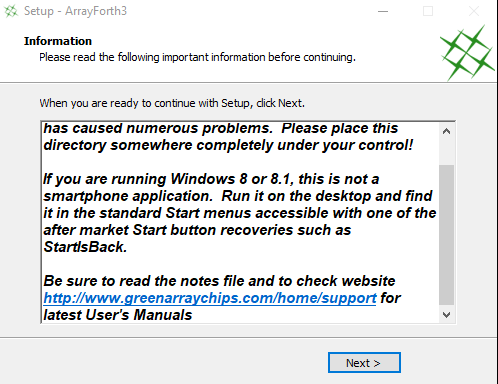 Setup - ArrayForth3
Information
Please read the following important information before continuing.
When you are ready to continue with Setup, click Next.
has caused numerous problems.  Please place this
directory somewhere completely under your control!
If you are running Windows 8 or 8.1, this is not a
smartphone application.  Run it on the desktop and find
it in the standard Start menus accessible with one of the
after market Start button recoveries such as
StartIsBack.
Be sure to read the notes file and to check website
http://www.greenarraychips.com/home/support for
latest User's Manuals
Next >